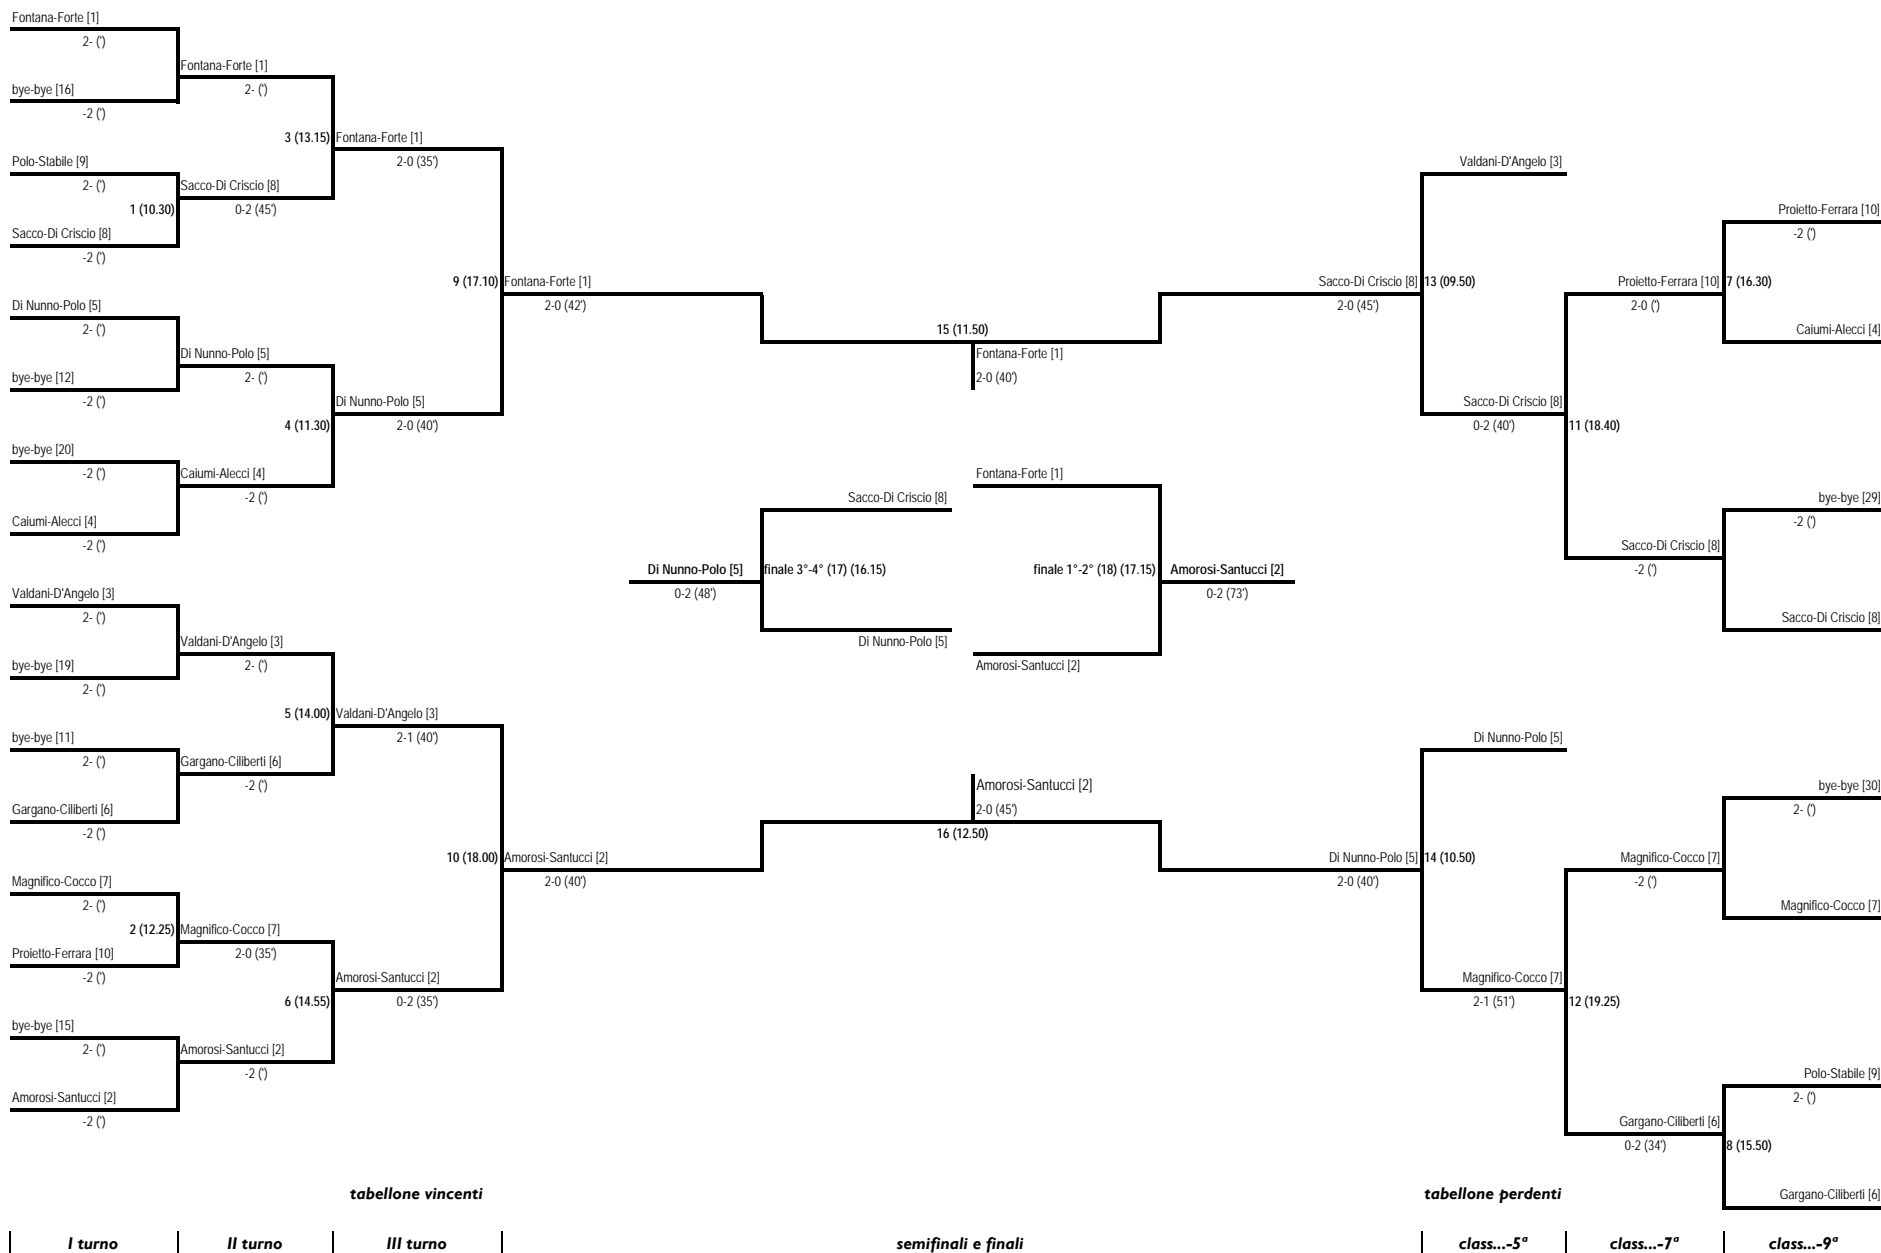 Fontana-Forte [1]
2- (')
Fontana-Forte [1]
bye-bye [16]
2- (')
-2 (')
3 (13.15) Fontana-Forte [1]
Polo-Stabile [9]
2-0 (35')
Valdani-D'Angelo [3]
2- (')
Sacco-Di Criscio [8]
1 (10.30)
0-2 (45')
Proietto-Ferrara [10]
Sacco-Di Criscio [8]
-2 (')
-2 (')
9 (17.10) Fontana-Forte [1]
Sacco-Di Criscio [8] 13 (09.50)
Proietto-Ferrara [10] 7 (16.30)
Di Nunno-Polo [5]
2-0 (42')
2-0 (45')
2-0 (')
2- (')
15 (11.50)
Caiumi-Alecci [4]
Di Nunno-Polo [5]
Fontana-Forte [1]
bye-bye [12]
2- (')
2-0 (40')
-2 (')
Di Nunno-Polo [5]
Sacco-Di Criscio [8]
4 (11.30)
2-0 (40')
0-2 (40')
11 (18.40)
bye-bye [20]
-2 (')
Caiumi-Alecci [4]
Fontana-Forte [1]
-2 (')
Sacco-Di Criscio [8]
bye-bye [29]
Caiumi-Alecci [4]
-2 (')
-2 (')
Sacco-Di Criscio [8]
Di Nunno-Polo [5]
finale 3°-4° (17) (16.15)
finale 1°-2° (18) (17.15)
Amorosi-Santucci [2]
-2 (')
Valdani-D'Angelo [3]
0-2 (48')
0-2 (73')
2- (')
Sacco-Di Criscio [8]
Valdani-D'Angelo [3]
Di Nunno-Polo [5]
bye-bye [19]
2- (')
Amorosi-Santucci [2]
2- (')
5 (14.00) Valdani-D'Angelo [3]
bye-bye [11]
2-1 (40')
Di Nunno-Polo [5]
2- (')
Gargano-Ciliberti [6]
-2 (')
Amorosi-Santucci [2]
bye-bye [30]
Gargano-Ciliberti [6]
2-0 (45')
2- (')
-2 (')
16 (12.50)
10 (18.00) Amorosi-Santucci [2]
Di Nunno-Polo [5] 14 (10.50)
Magnifico-Cocco [7]
Magnifico-Cocco [7]
2-0 (40')
2-0 (40')
-2 (')
2- (')
Magnifico-Cocco [7]
2 (12.25) Magnifico-Cocco [7]
Proietto-Ferrara [10]
2-0 (35')
-2 (')
Amorosi-Santucci [2]
Magnifico-Cocco [7]
6 (14.55)
0-2 (35')
2-1 (51')
12 (19.25)
bye-bye [15]
2- (')
Amorosi-Santucci [2]
-2 (')
Polo-Stabile [9]
Amorosi-Santucci [2]
2- (')
-2 (')
Gargano-Ciliberti [6]
0-2 (34')
8 (15.50)
tabellone vincenti
tabellone perdenti
Gargano-Ciliberti [6]
I turno
II turno
III turno
semifinali e finali
class...-5ª
class...-7ª
class...-9ª